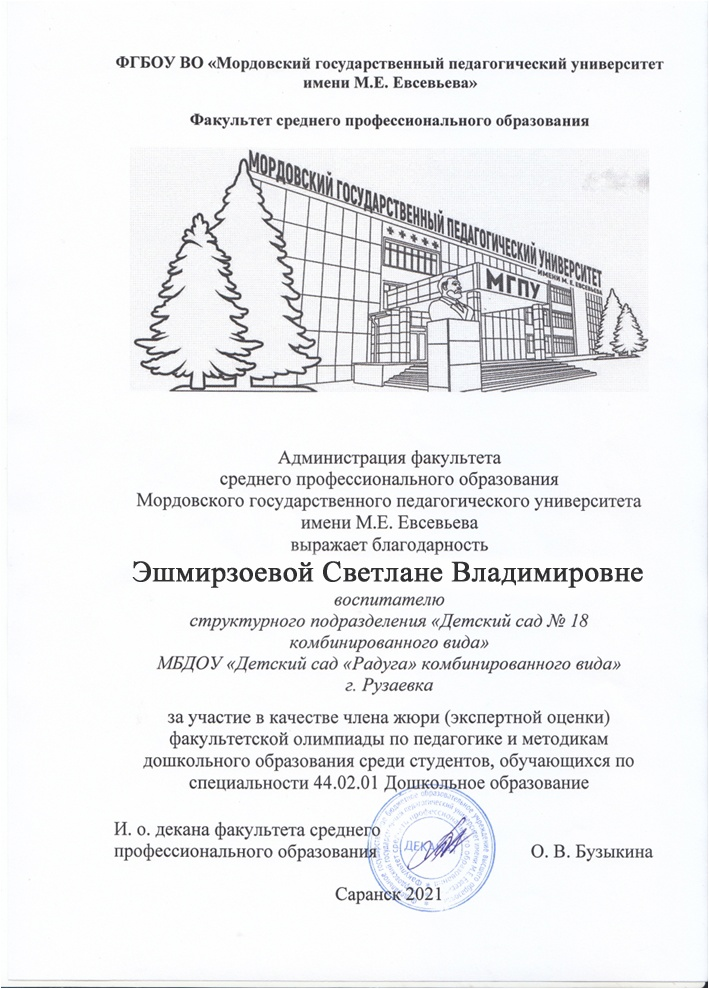 ФГБОУ ВО «Мордовский государственный педагогический университет
имени М.Е. Евсевьева»
Факультет среднего профессионального образования
МОРДОВСКИЙ ГОСУДАРСТВЕННЫЙ ПЕДАГОГИЧЕСКИЙ УНИВЕРСИТЕТ
ИМЕНИ М. Е. ЕВСЕВЬЕВА
МГПУ
Администрация факультета
среднего профессионального образования
Мордовского государственного педагогического университета
имени М.Е. Евсевьева
выражает благодарность
Эшмирзоевой Светлане Владимировне
воспитателю
структурного подразделения «Детский сад № 18
комбинированного вида»
МБДОУ «Детский сад «Радуга» комбинированного вида»
г. Рузаевка
за участие в качестве члена жюри (экспертной оценки)
факультетской олимпиады по педагогике и методикам
дошкольного образования среди студентов, обучающихся по
специальности 44.02.01 Дошкольное образование
И. о. декана факультета среднего
профессионального образования
О. В. Бузыкина
Саранск 2021